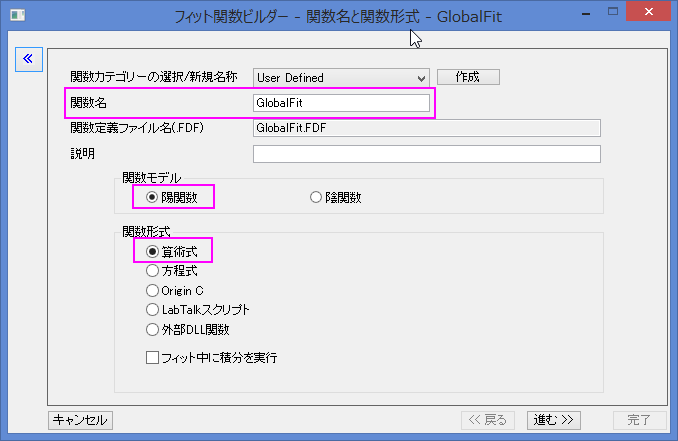 フィット関数ビルダー - 関数名と関数形式 - GlobalFit
«
関数カテゴリーの選択/新規名称 User Defined 作成
関数名 GlobalFit
関数定義ファイル名(.FDF) GlobalFit.FDF
説明
関数モデル
陽関数 陰関数
関数形式
算術式
方程式
Origin C
LabTalkスクリプト
外部DLL関数
フィット中に積分を実行
キャンセル << 戻る 進む >> 完了